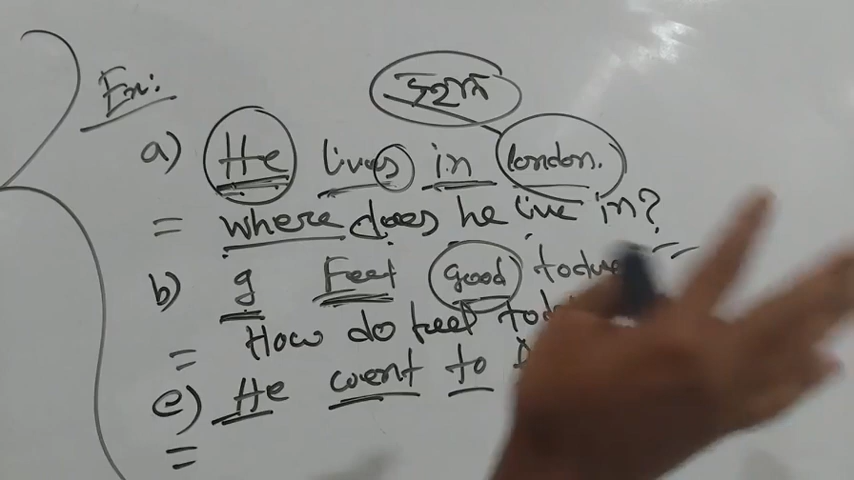 Ex:
a) He lives in london.
= where does he live in?
b) I Feel good today
= How do feel
c) He went to
=